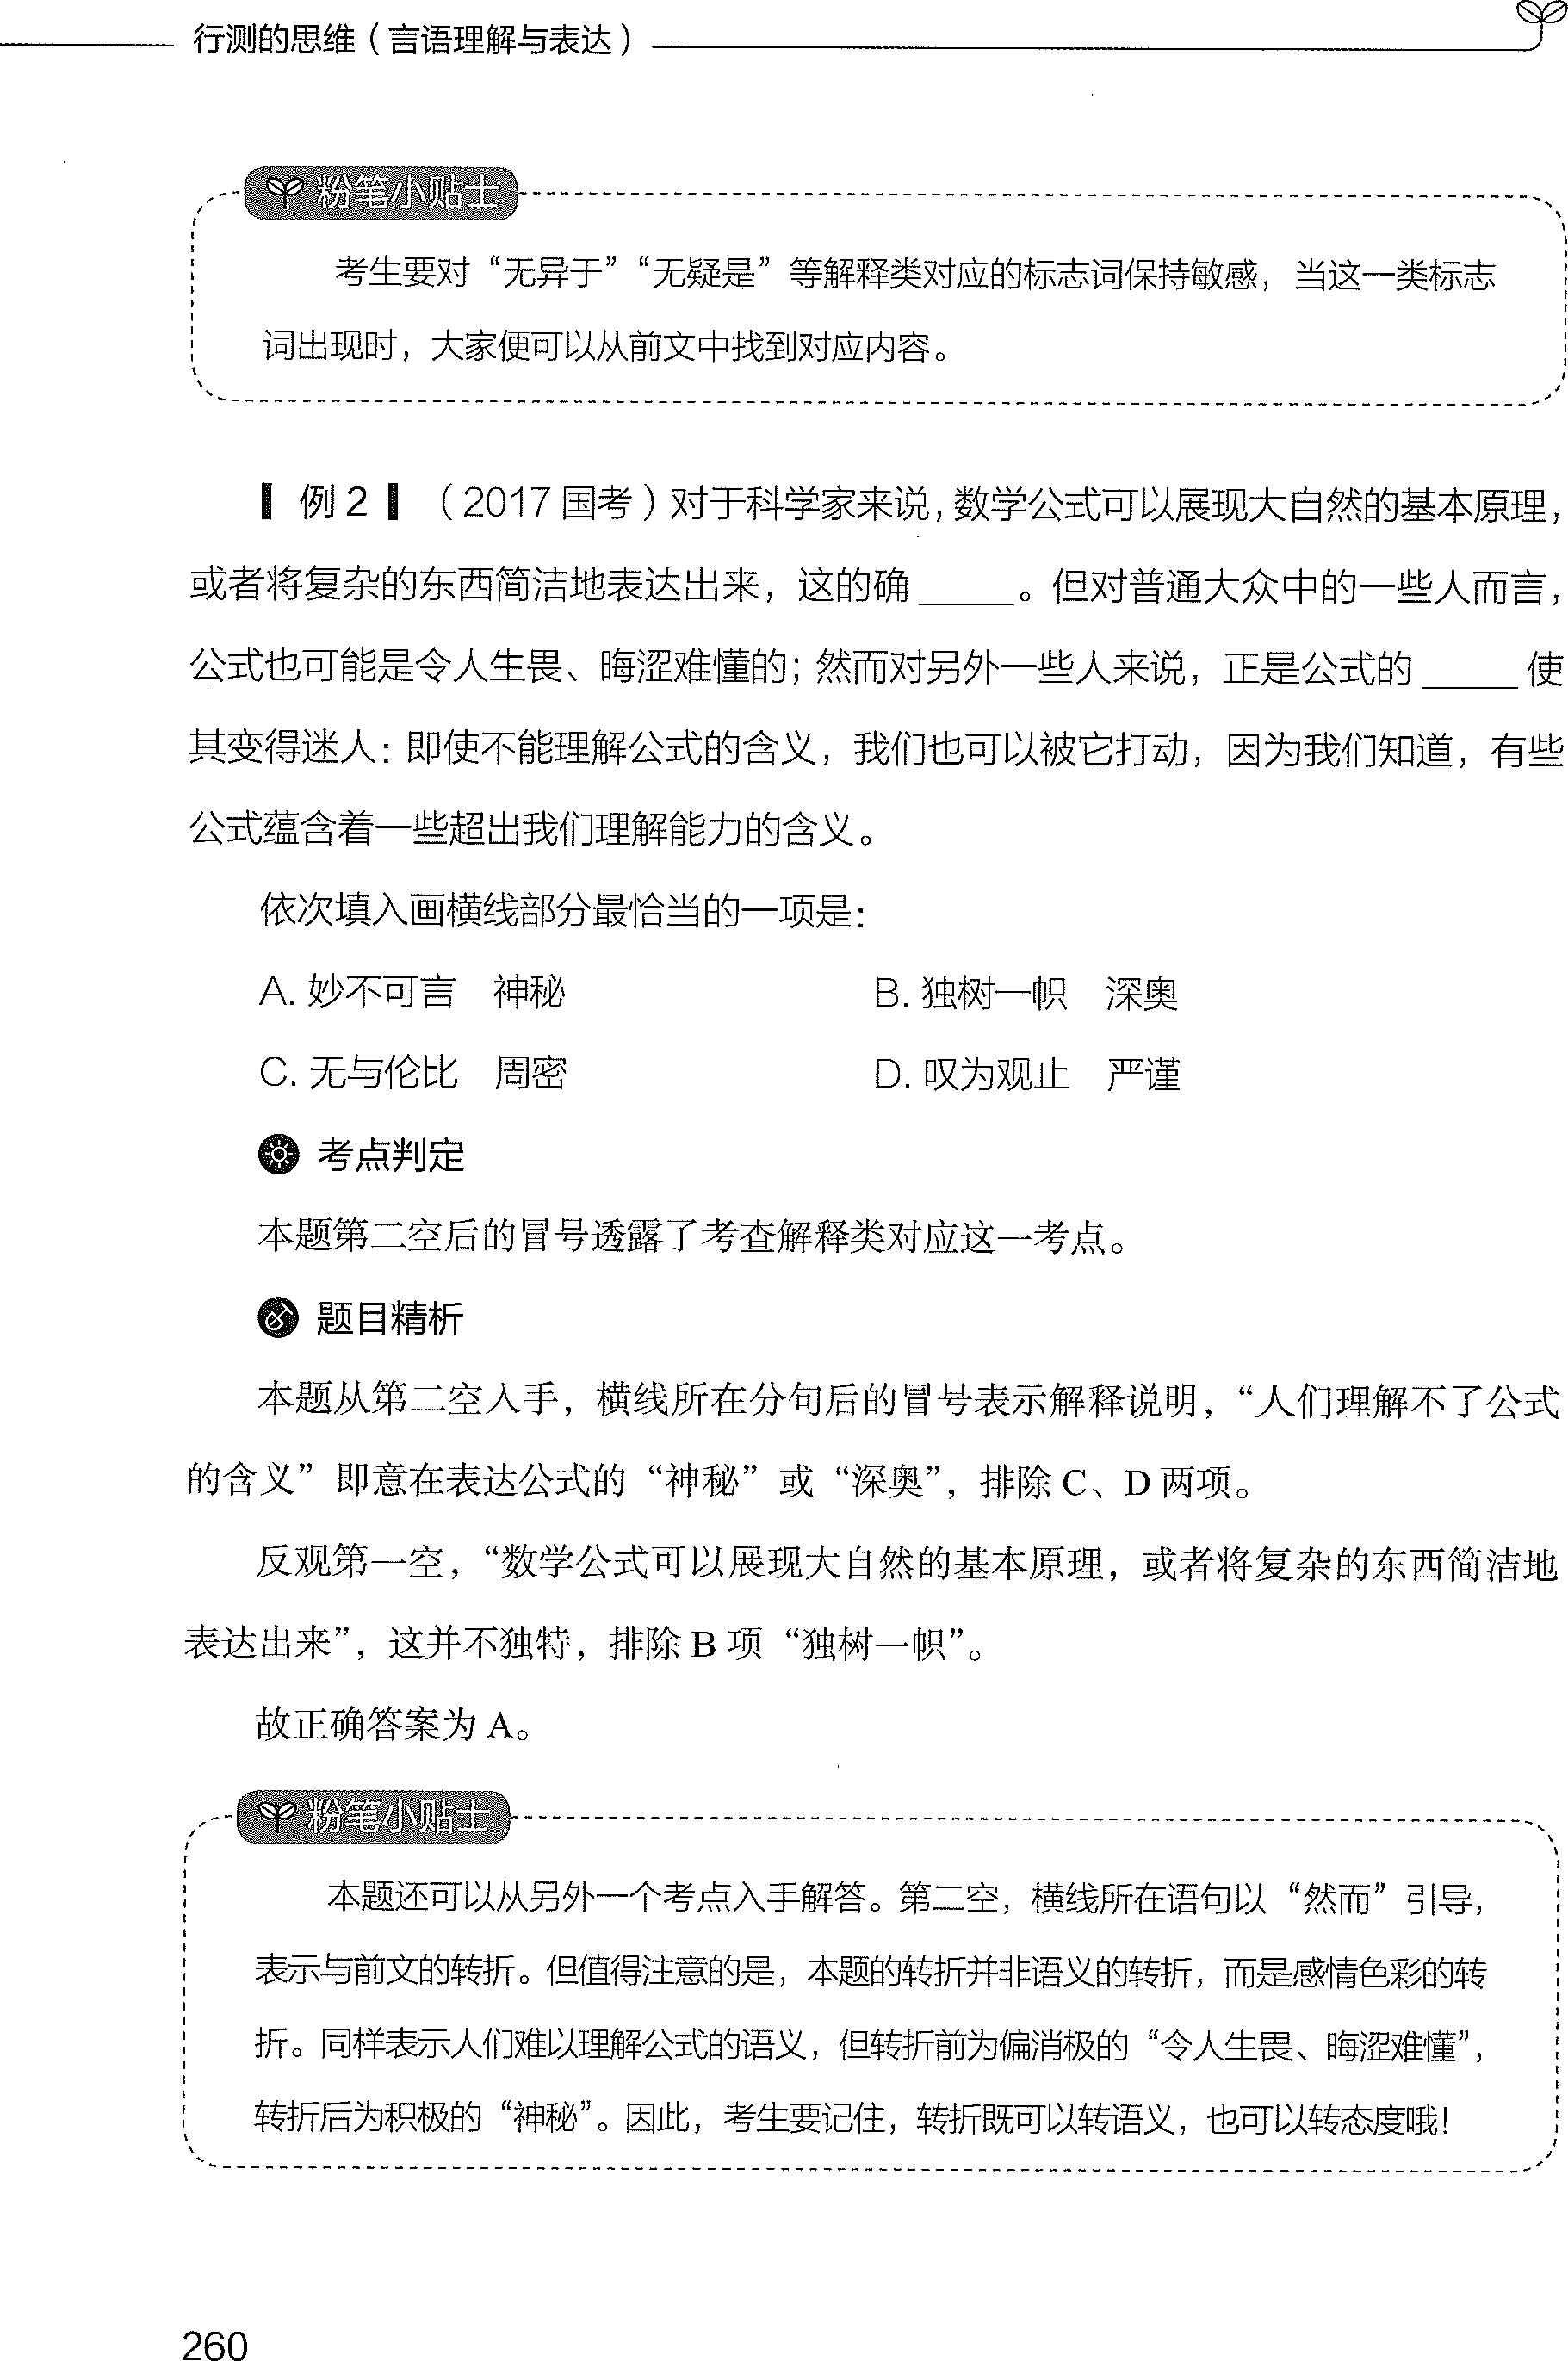 行测的思维（言语理解与表达）
粉笔小贴士
考生要对“无异于”“无疑是”等解释类对应的标志词保持敏感，当这一类标志
词出现时，大家便可以从前文中找到对应内容。
例2 （2017国考）对于科学家来说，数学公式可以展现大自然的基本原理，
或者将复杂的东西简洁地表达出来，这的确_____。但对普通大众中的一些人而言，
公式也可能是令人生畏、晦涩难懂的；然而对另外一些人来说，正是公式的_____使
其变得迷人：即使不能理解公式的含义，我们也可以被它打动，因为我们知道，有些
公式蕴含着一些超出我们理解能力的含义。
依次填入画横线部分最恰当的一项是：
A. 妙不可言 神秘 B. 独树一帜 深奥
C. 无与伦比 周密 D. 叹为观止 严谨
考点判定
本题第二空后的冒号透露了考查解释类对应这一考点。
题目精析
本题从第二空入手，横线所在分句后的冒号表示解释说明，“人们理解不了公式
的含义”即意在表达公式的“神秘”或“深奥”，排除C、D两项。
反观第一空，“数学公式可以展现大自然的基本原理，或者将复杂的东西简洁地
表达出来”，这并不独特，排除B项“独树一帜”。
故正确答案为A。
粉笔小贴士
本题还可以从另外一个考点入手解答。第二空，横线所在语句以“然而”引导，
表示与前文的转折。但值得注意的是，本题的转折并非语义的转折，而是感情色彩的转
折。同样表示人们难以理解公式的语义，但转折前为偏消极的“令人生畏、晦涩难懂”，
转折后为积极的“神秘”。因此，考生要记住，转折既可以转语义，也可以转态度哦！
260